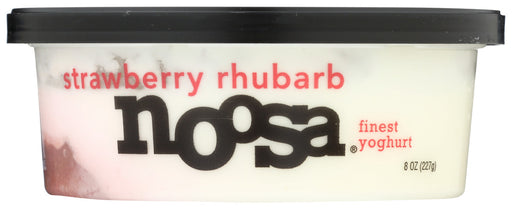 strawberry rhubarb
noosa®
finest
yoghurt
8 OZ (227g)